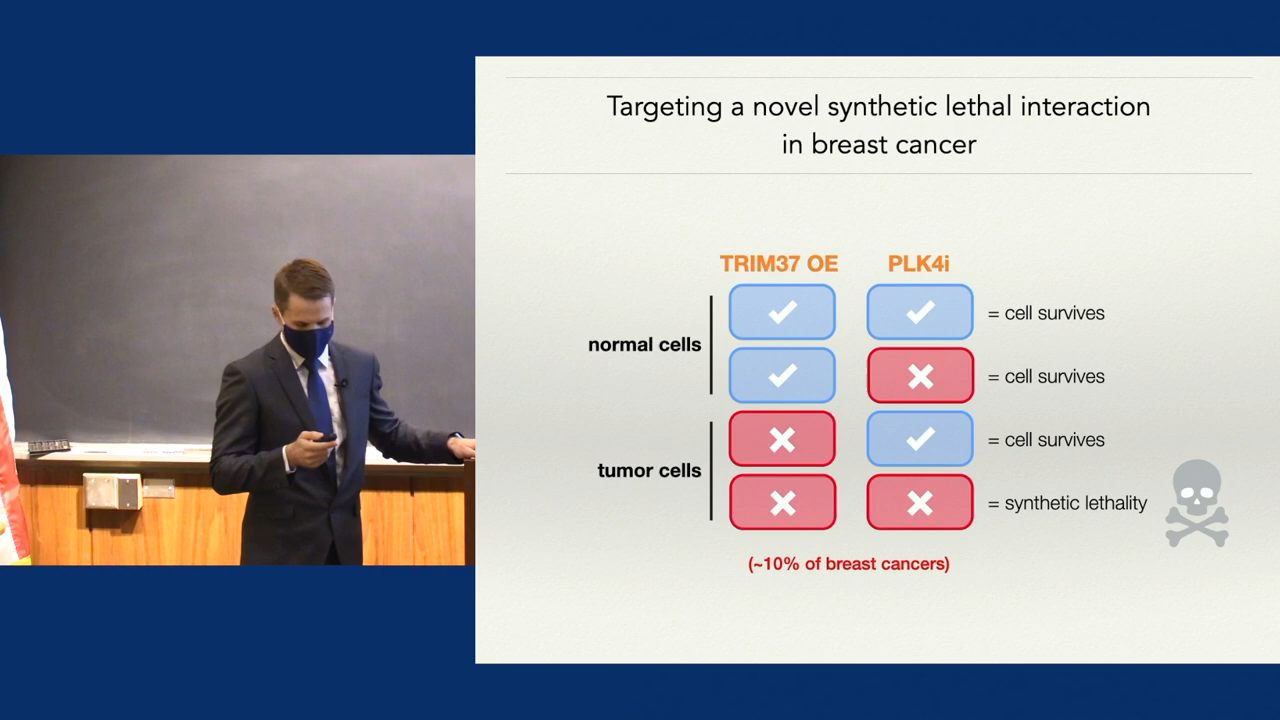 Targeting a novel synthetic lethal interaction
in breast cancer
TRIM37 OE PLK4i
normal cells
= cell survives
= cell survives
tumor cells
= cell survives
= synthetic lethality
(~10% of breast cancers)